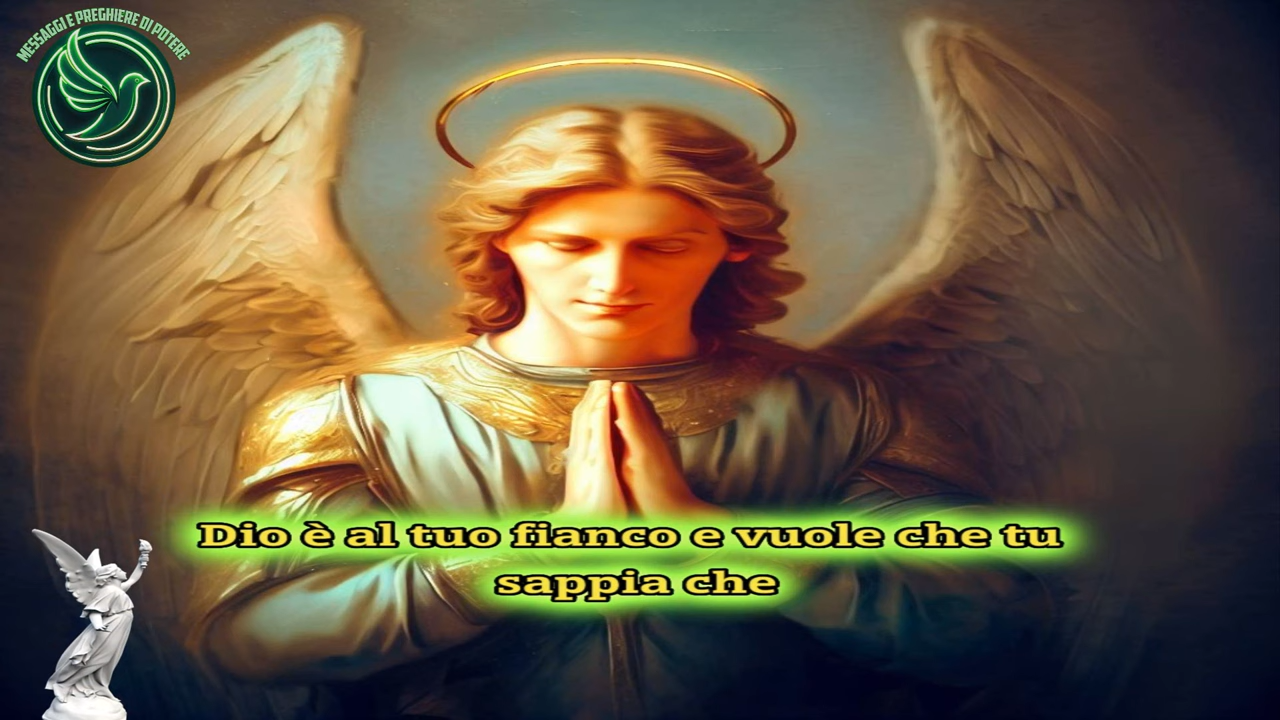 MESSAGGI E PREGHIERE DI POTERE
Dio è al tuo fianco e vuole che tu
sappia che